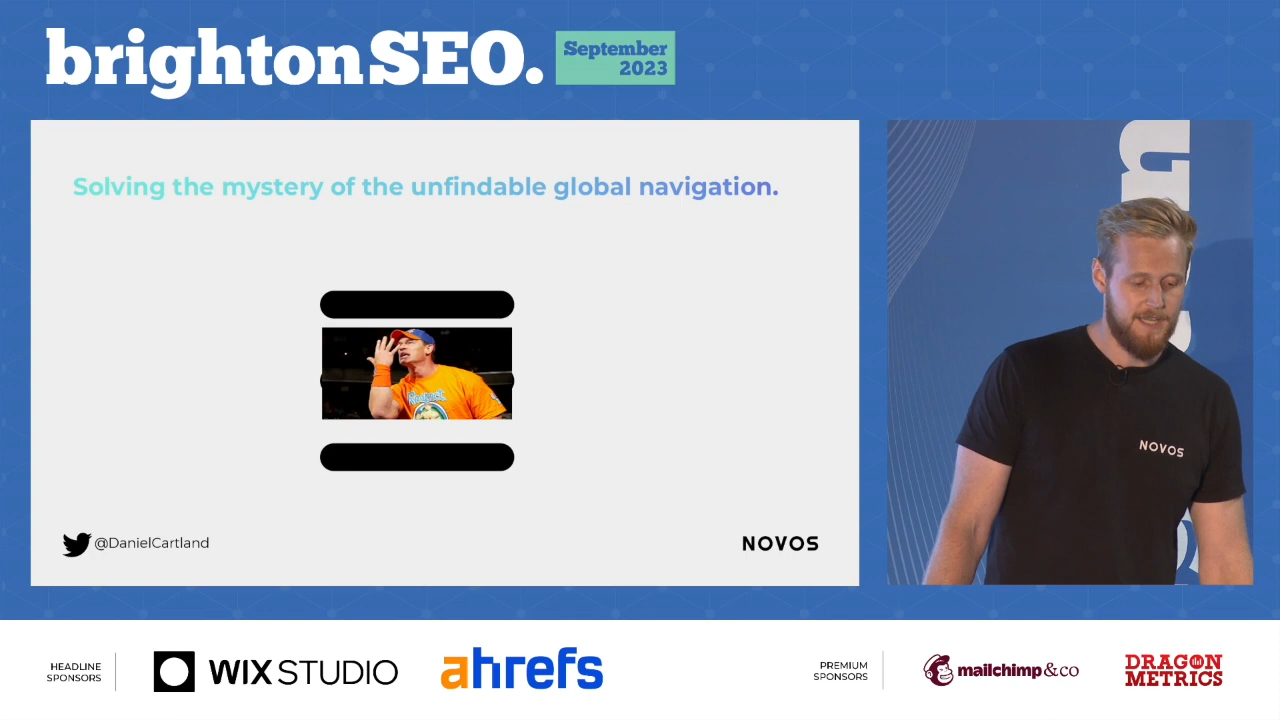 brightonSEO.
September
2023
Solving the mystery of the unfindable global navigation.
@DanielCartland
NOVOS
NOVOS
HEADLINE
SPONSORS
WIX STUDIO
ahrefs
PREMIUM
SPONSORS
mailchimp&co
DRAGON
METRICS